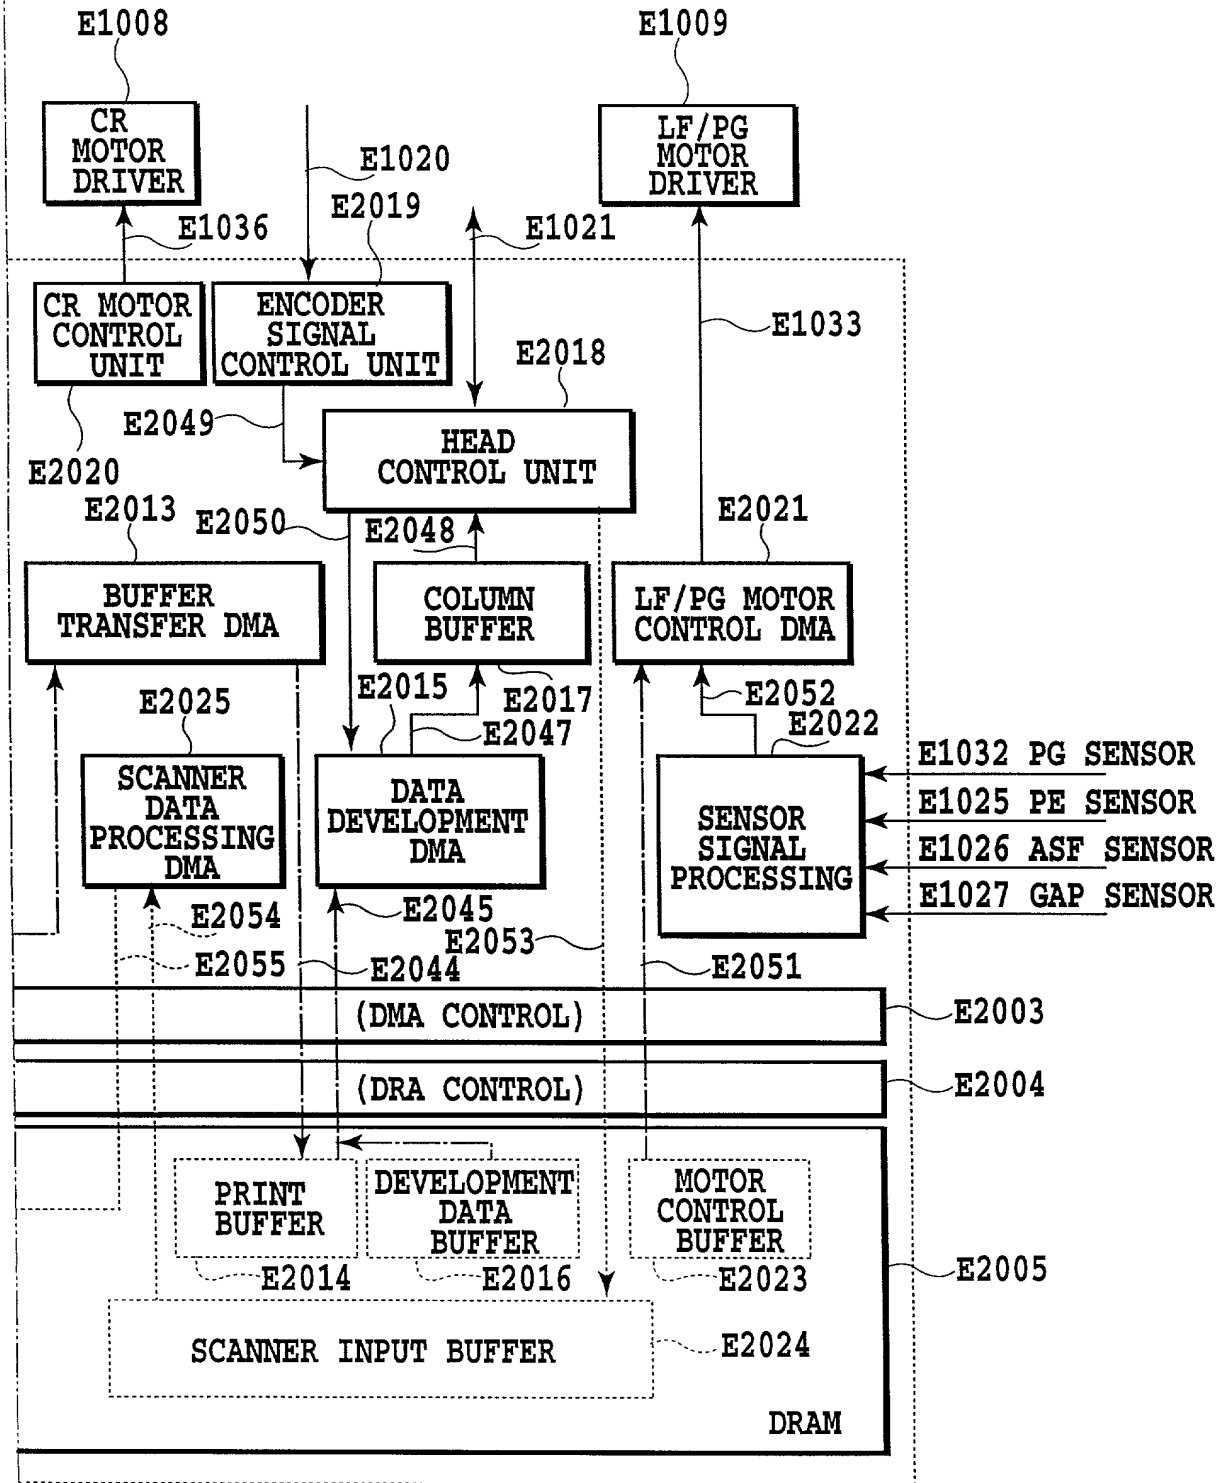 E1008
E1009
CR
MOTOR
DRIVER
LF/PG
MOTOR
DRIVER
E1020
E2019
E1036
E1021
CR MOTOR
CONTROL
UNIT
ENCODER
SIGNAL
CONTROL UNIT
E1033
E2018
E2049
HEAD
CONTROL UNIT
E2020
E2013
E2050
E2048
E2021
BUFFER
TRANSFER DMA
COLUMN
BUFFER
LF/PG MOTOR
CONTROL DMA
E2025
E2015
E2017
E2047
E2052
E2022
SCANNER
DATA
PROCESSING
DMA
DATA
DEVELOPMENT
DMA
SENSOR
SIGNAL
PROCESSING
E1032 PG SENSOR
E1025 PE SENSOR
E1026 ASF SENSOR
E1027 GAP SENSOR
E2054
E2045
E2053
E2055
E2044
E2051
(DMA CONTROL)
E2003
(DRA CONTROL)
E2004
PRINT
BUFFER
DEVELOPMENT
DATA
BUFFER
MOTOR
CONTROL
BUFFER
E2014
E2016
E2023
E2005
SCANNER INPUT BUFFER
E2024
DRAM